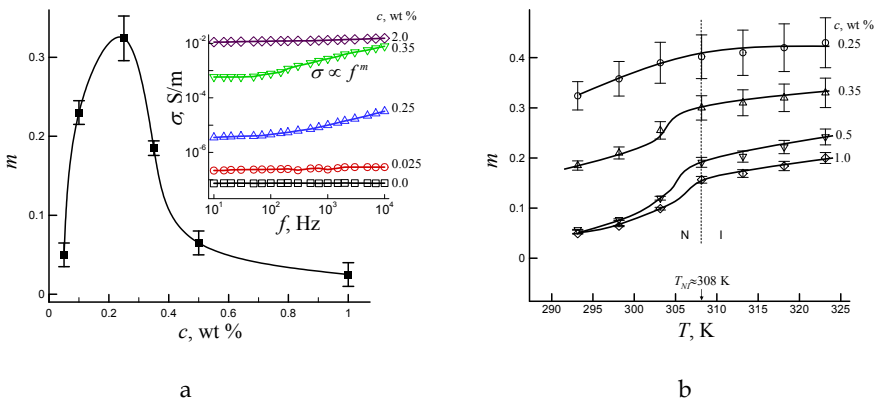 c, wt %
2.0
0.35
0.25
0.025
0.0
σ ∝ f^m
σ, S/m
10^-2
10^-4
10^-6
10^1
10^2
10^3
10^4
f, Hz
m
0.3
0.2
0.1
0
0
0.2
0.4
0.6
0.8
1
c, wt %
a
c, wt %
0.25
0.35
0.5
1.0
m
0.4
0.3
0.2
0.1
0
N
I
T_NI≈308 K
290
295
300
305
310
315
320
325
T, K
b